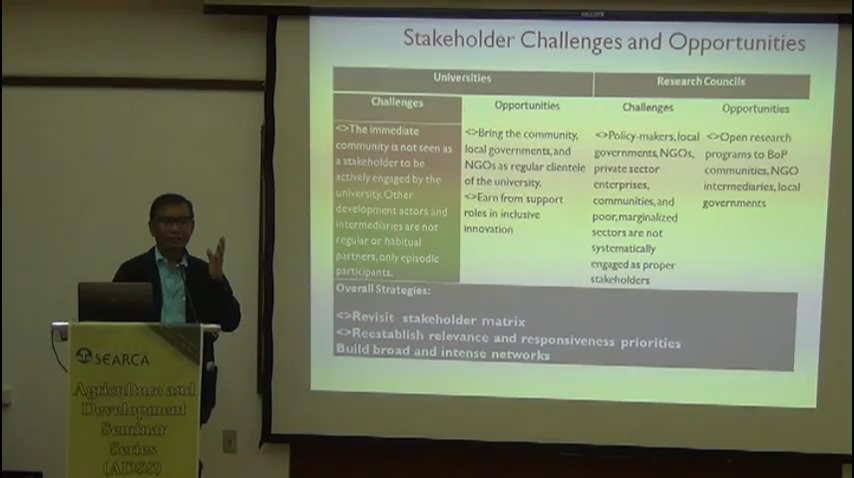 Stakeholder Challenges and Opportunities
Universities
Research Councils
Challenges
Opportunities
Challenges
Opportunities
<>The immediate
community is not seen as
a stakeholder to be
actively engaged by the
university. Other
development actors and
intermediaries are not
regular or habitual
partners, only episodic
participants.
<>Bring the community,
local governments, and
NGOs as regular clientele
of the university.
<>Earn from support
roles in inclusive
innovation
<>Policy-makers, local
governments, NGOs,
private sector
enterprises,
communities, and
poor, marginalized
sectors are not
systematically
engaged as proper
stakeholders
<>Open research
programs to BoP
communities, NGO
intermediaries, local
governments
Overall Strategies:
<>Revisit stakeholder matrix
<>Reestablish relevance and responsiveness priorities
Build broad and intense networks
SEARCA
Agriculture and
Development
Seminar
Series
(ADSS)